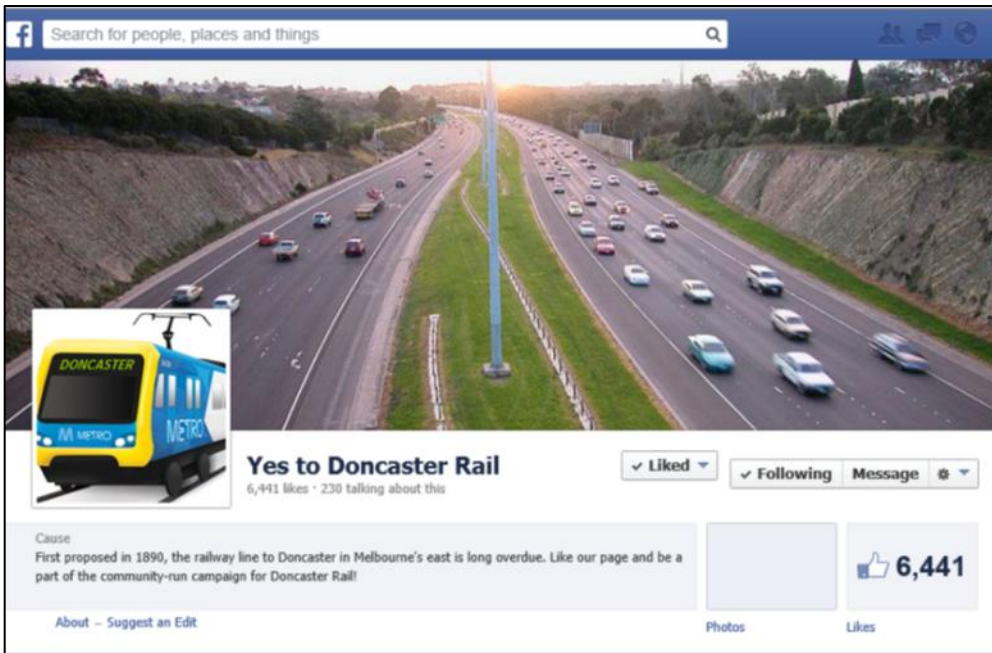 f
Search for people, places and things
DONCASTER
METRO
METRO
Yes to Doncaster Rail
6,441 likes · 230 talking about this
✓ Liked
✓ Following
Message
Cause
First proposed in 1890, the railway line to Doncaster in Melbourne's east is long overdue. Like our page and be a
part of the community-run campaign for Doncaster Rail!
6,441
About – Suggest an Edit
Photos
Likes